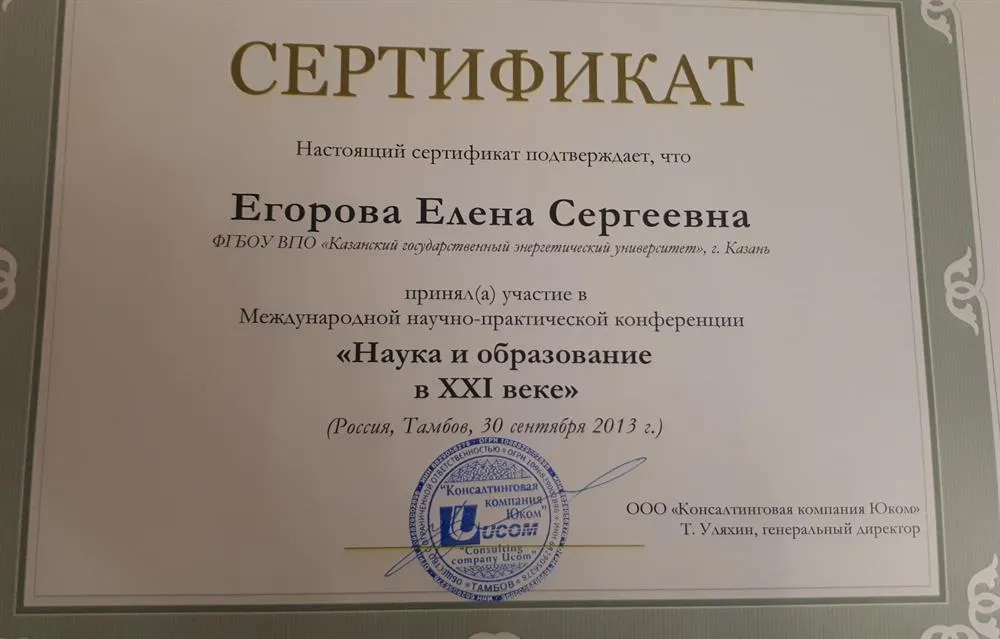 СЕРТИФИКАТ
Настоящий сертификат подтверждает, что
Егорова Елена Сергеевна
ФГБОУ ВПО «Казанский государственный энергетический университет», г. Казань
принял(а) участие в
Международной научно-практической конференции
«Наука и образование
в XXI веке»
(Россия, Тамбов, 30 сентября 2013 г.)
"Консалтинговая
компания
Юком"
UCOM
"Consulting
company Ucom"
ТАМБОВ
ООО «Консалтинговая компания Юком»
Т. Уляхин, генеральный директор